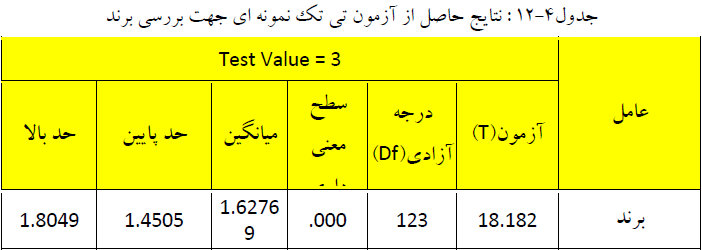 جدول۴-۱۲: نتایج حاصل از آزمون تی تک نمونه ای جهت بررسی برند
عامل
Test Value = 3
آزمون(T)
درجه
آزادی(Df)
سطح
معنی
میانگین
حد پایین
حد بالا
برند
18.182
123
.000
1.6276
9
1.4505
1.8049